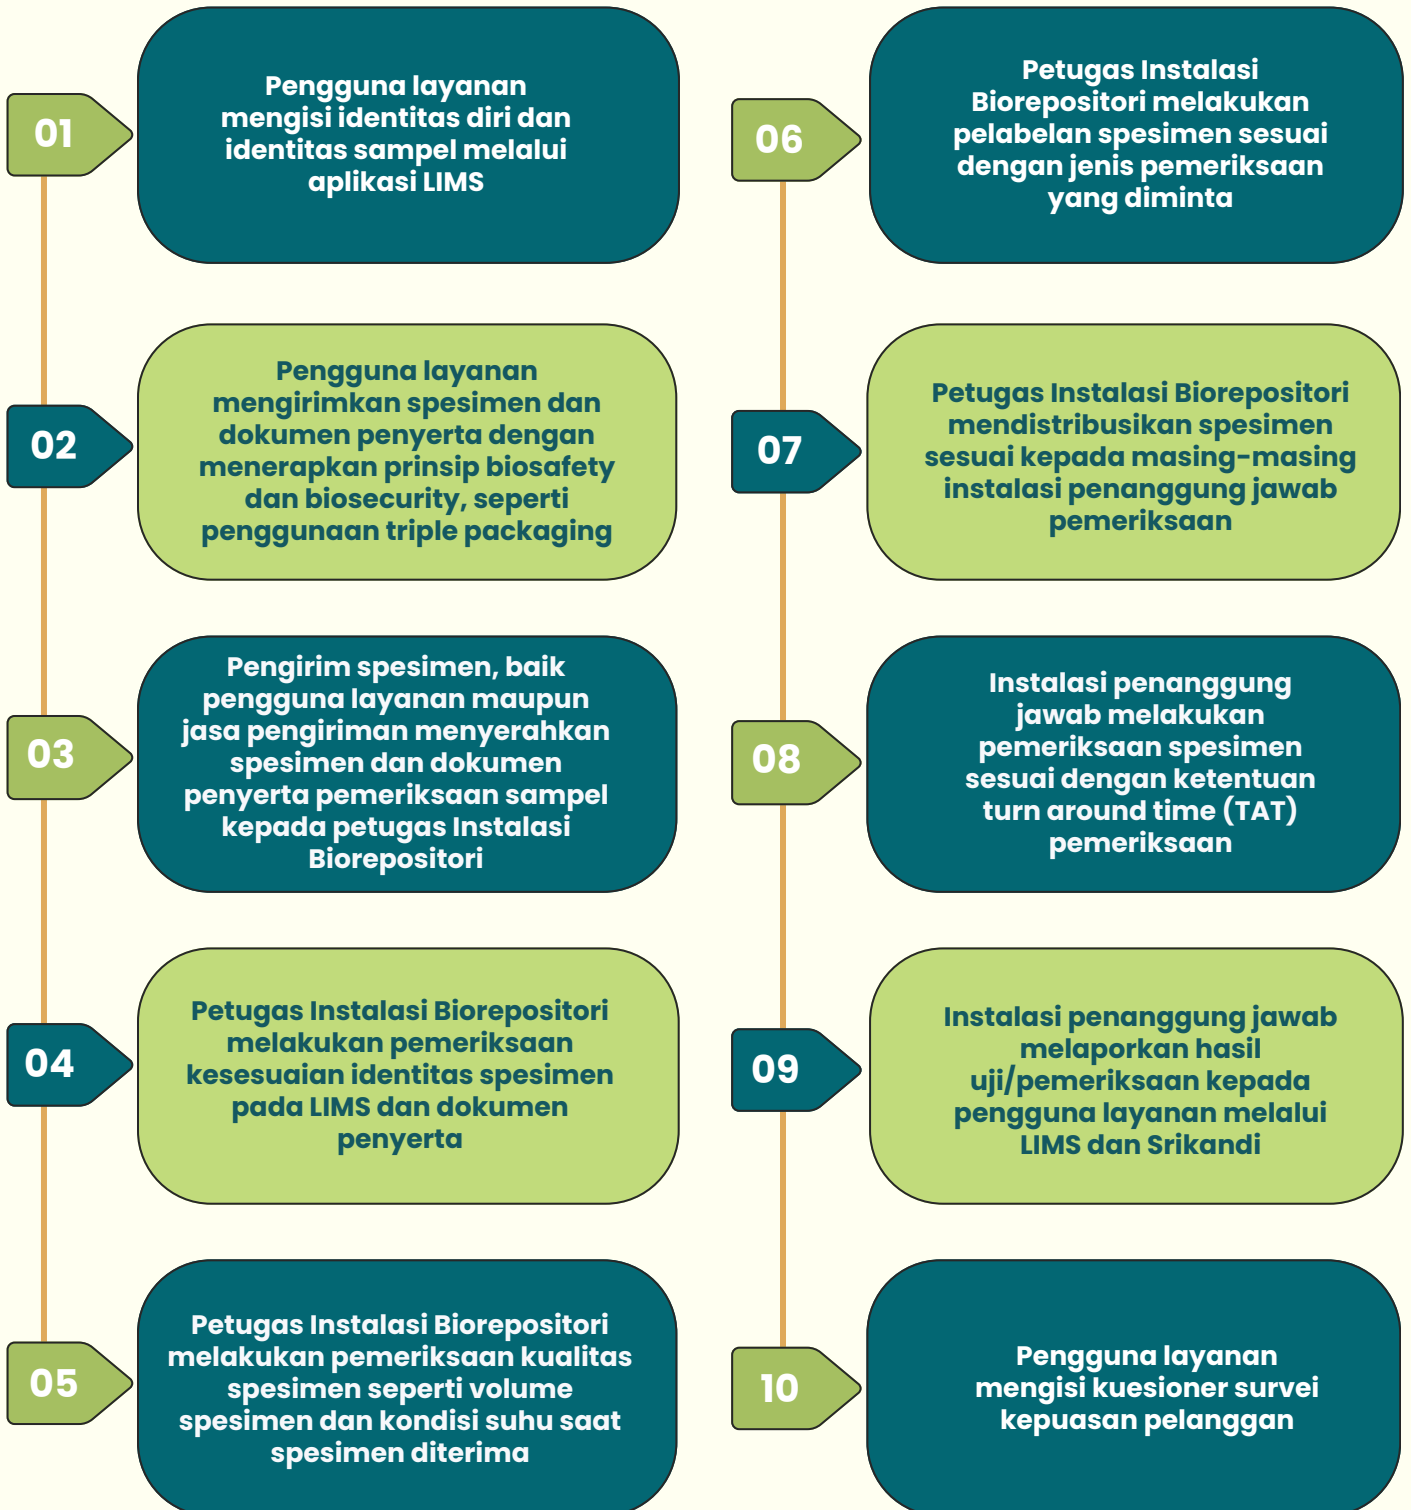 01
Pengguna layanan
mengisi identitas diri dan
identitas sampel melalui
aplikasi LIMS
02
Pengguna layanan
mengirimkan spesimen dan
dokumen penyerta dengan
menerapkan prinsip biosafety
dan biosecurity, seperti
penggunaan triple packaging
03
Pengirim spesimen, baik
pengguna layanan maupun
jasa pengiriman menyerahkan
spesimen dan dokumen
penyerta pemeriksaan sampel
kepada petugas Instalasi
Biorepositori
04
Petugas Instalasi Biorepositori
melakukan pemeriksaan
kesesuaian identitas spesimen
pada LIMS dan dokumen
penyerta
05
Petugas Instalasi Biorepositori
melakukan pemeriksaan kualitas
spesimen seperti volume
spesimen dan kondisi suhu saat
spesimen diterima
06
Petugas Instalasi
Biorepositori melakukan
pelabelan spesimen sesuai
dengan jenis pemeriksaan
yang diminta
07
Petugas Instalasi Biorepositori
mendistribusikan spesimen
sesuai kepada masing-masing
instalasi penanggung jawab
pemeriksaan
08
Instalasi penanggung
jawab melakukan
pemeriksaan spesimen
sesuai dengan ketentuan
turn around time (TAT)
pemeriksaan
09
Instalasi penanggung jawab
melaporkan hasil
uji/pemeriksaan kepada
pengguna layanan melalui
LIMS dan Srikandi
10
Pengguna layanan
mengisi kuesioner survei
kepuasan pelanggan